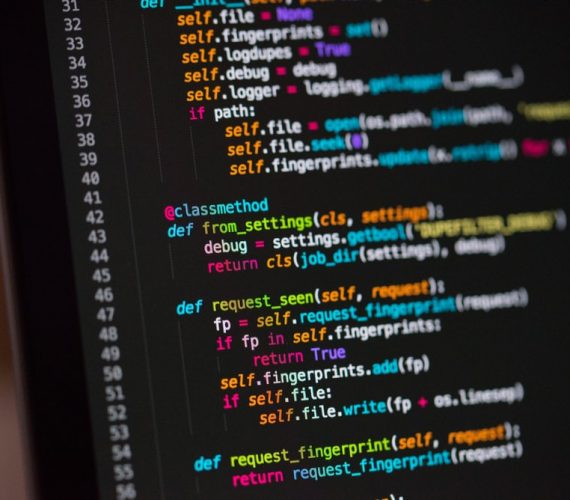 31 def __init__(self, path
32 self.file = None
33 self.fingerprints = set()
34 self.logdupes = True
35 self.debug = debug
36 self.logger = logging.getLogger(__name__)
37 if path:
38 self.file = open(os.path.join(path,
39 self.file.seek(0)
40 self.fingerprints.update(x.rstrip() for
41
42 @classmethod
43 def from_settings(cls, settings):
44 debug = settings.getbool('DUPEFILTER_DEBUG')
45 return cls(job_dir(settings), debug)
46
47 def request_seen(self, request):
48 fp = self.request_fingerprint(request)
49 if fp in self.fingerprints:
50 return True
51 self.fingerprints.add(fp)
52 if self.file:
53 self.file.write(fp + os.linesep)
54
55 def request_fingerprint(self, request):
56 return request_fingerprint(request)